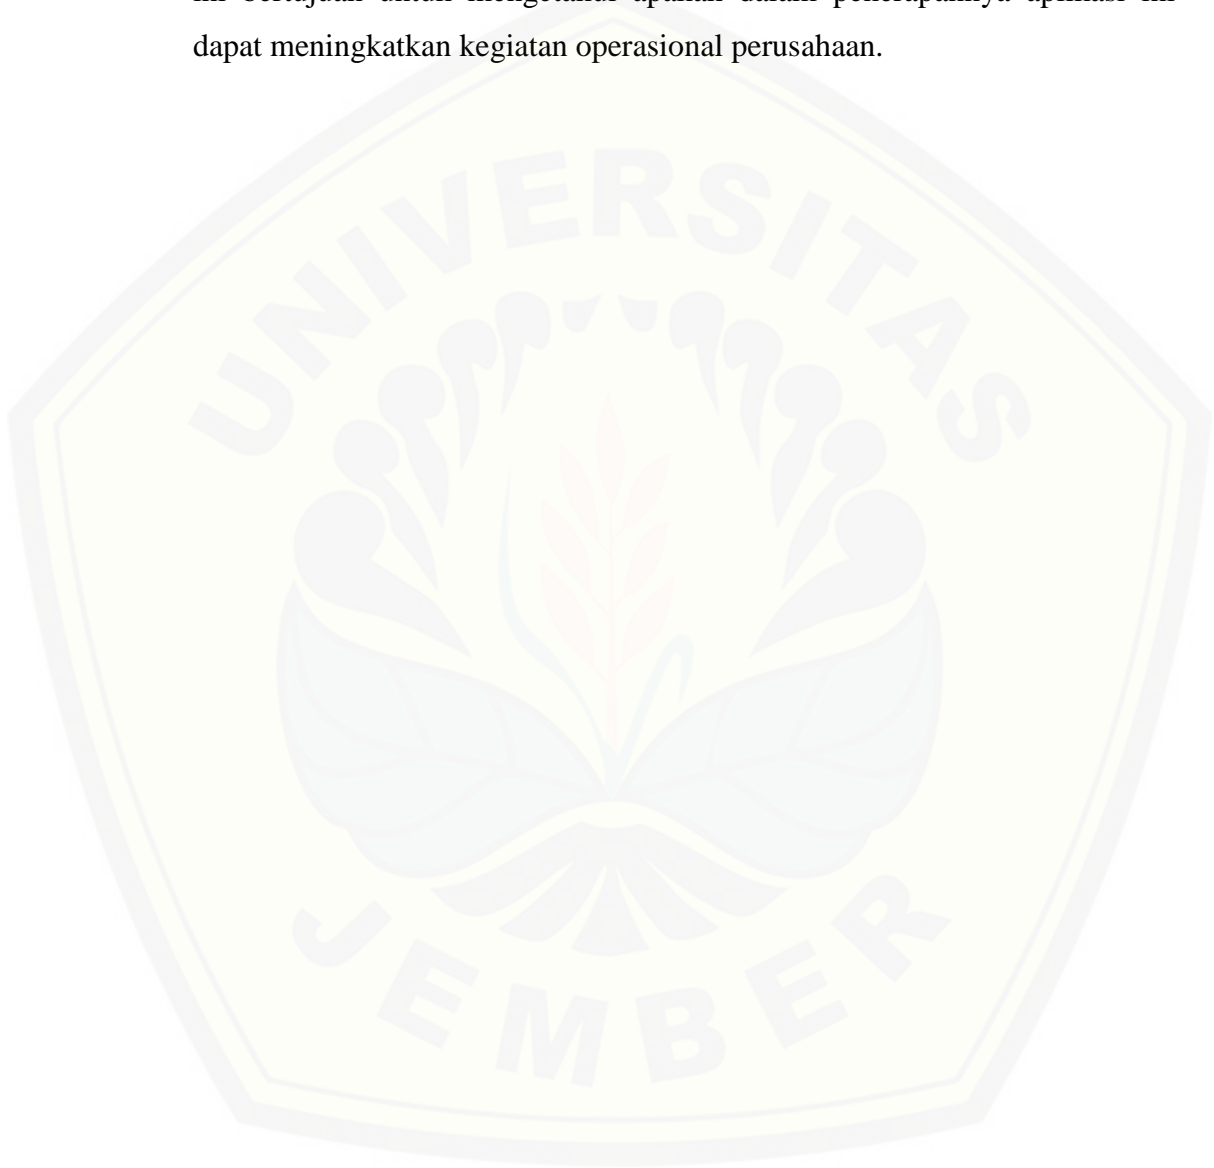 ini bertujuan untuk mengetahui apakah dalam penerapannya aplikasi ini
dapat meningkatkan kegiatan operasional perusahaan.
UNIVERSITAS
JEMBER